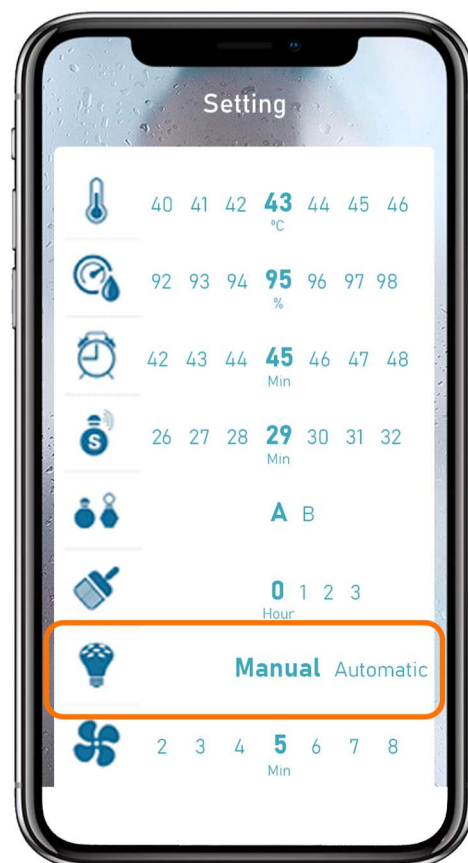 Setting
40 41 42 43 44 45 46
°C
92 93 94 95 96 97 98
%
42 43 44 45 46 47 48
Min
S 26 27 28 29 30 31 32
Min
A B
0 1 2 3
Hour
Manual Automatic
2 3 4 5 6 7 8
Min